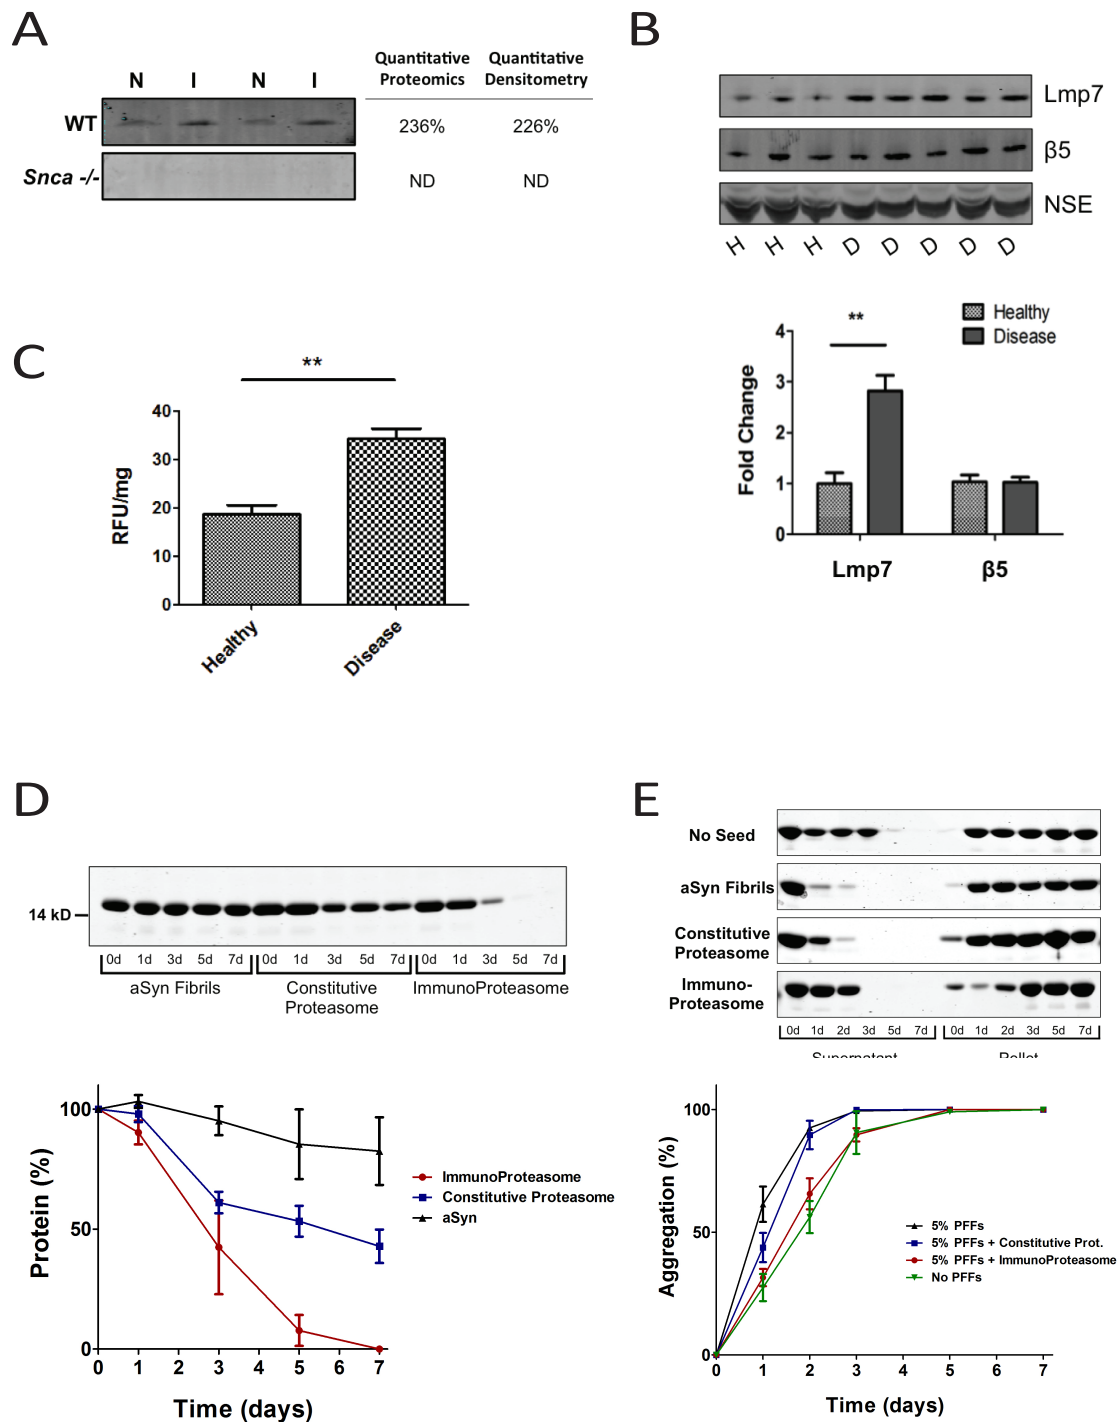 A
N I N I
Quantitative Proteomics
Quantitative Densitometry
WT
236%
226%
Snca -/-
ND
ND
B
Lmp7
β5
NSE
H H H D D D D D
Healthy
Disease
**
Fold Change
4
3
2
1
0
Lmp7
β5
C
**
RFU/mg
40
30
20
10
0
Healthy
Disease
D
14 kD
0d 1d 3d 5d 7d 0d 1d 3d 5d 7d 0d 1d 3d 5d 7d
aSyn Fibrils
Constitutive
Proteasome
ImmunoProteasome
Protein (%)
100
50
0
0 1 2 3 4 5 6 7
Time (days)
ImmunoProteasome
Constitutive Proteasome
aSyn
E
No Seed
aSyn Fibrils
Constitutive
Proteasome
Immuno-
Proteasome
0d 1d 2d 3d 5d 7d 0d 1d 2d 3d 5d 7d
Supernatant
Pellet
Aggregation (%)
100
50
0
0 1 2 3 4 5 6 7
Time (days)
5% PFFs
5% PFFs + Constitutive Prot.
5% PFFs + ImmunoProteasome
No PFFs